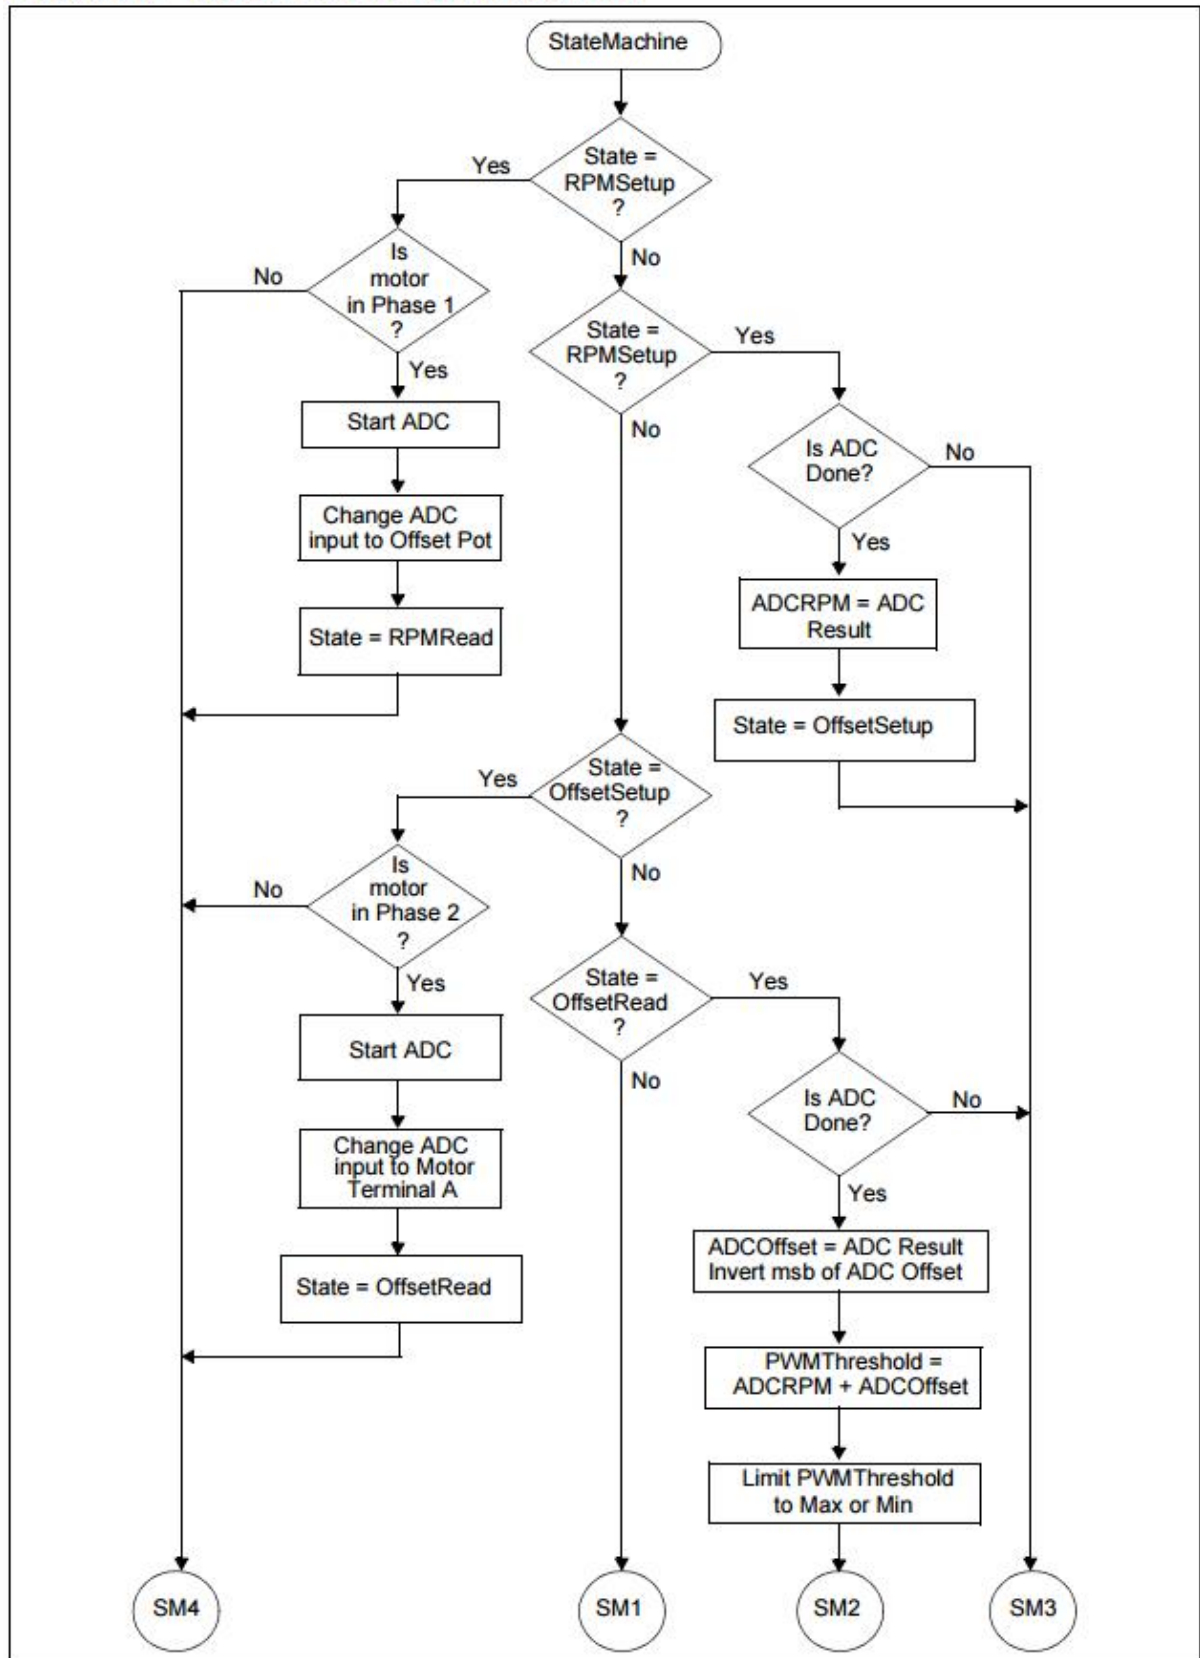 StateMachine
State =
RPMSetup
?
Yes
No
Is
motor
in Phase 1
?
No
Yes
State =
RPMSetup
?
Yes
No
Start ADC
Change ADC
input to Offset Pot
State = RPMRead
Is ADC
Done?
No
Yes
ADCRPM = ADC
Result
State = OffsetSetup
State =
OffsetSetup
?
Yes
No
Is
motor
in Phase 2
?
No
Yes
Start ADC
Change ADC
input to Motor
Terminal A
State = OffsetRead
State =
OffsetRead
?
Yes
No
Is ADC
Done?
No
Yes
ADCOffset = ADC Result
Invert msb of ADC Offset
PWMThreshold =
ADCRPM + ADCOffset
Limit PWMThreshold
to Max or Min
SM4
SM1
SM2
SM3